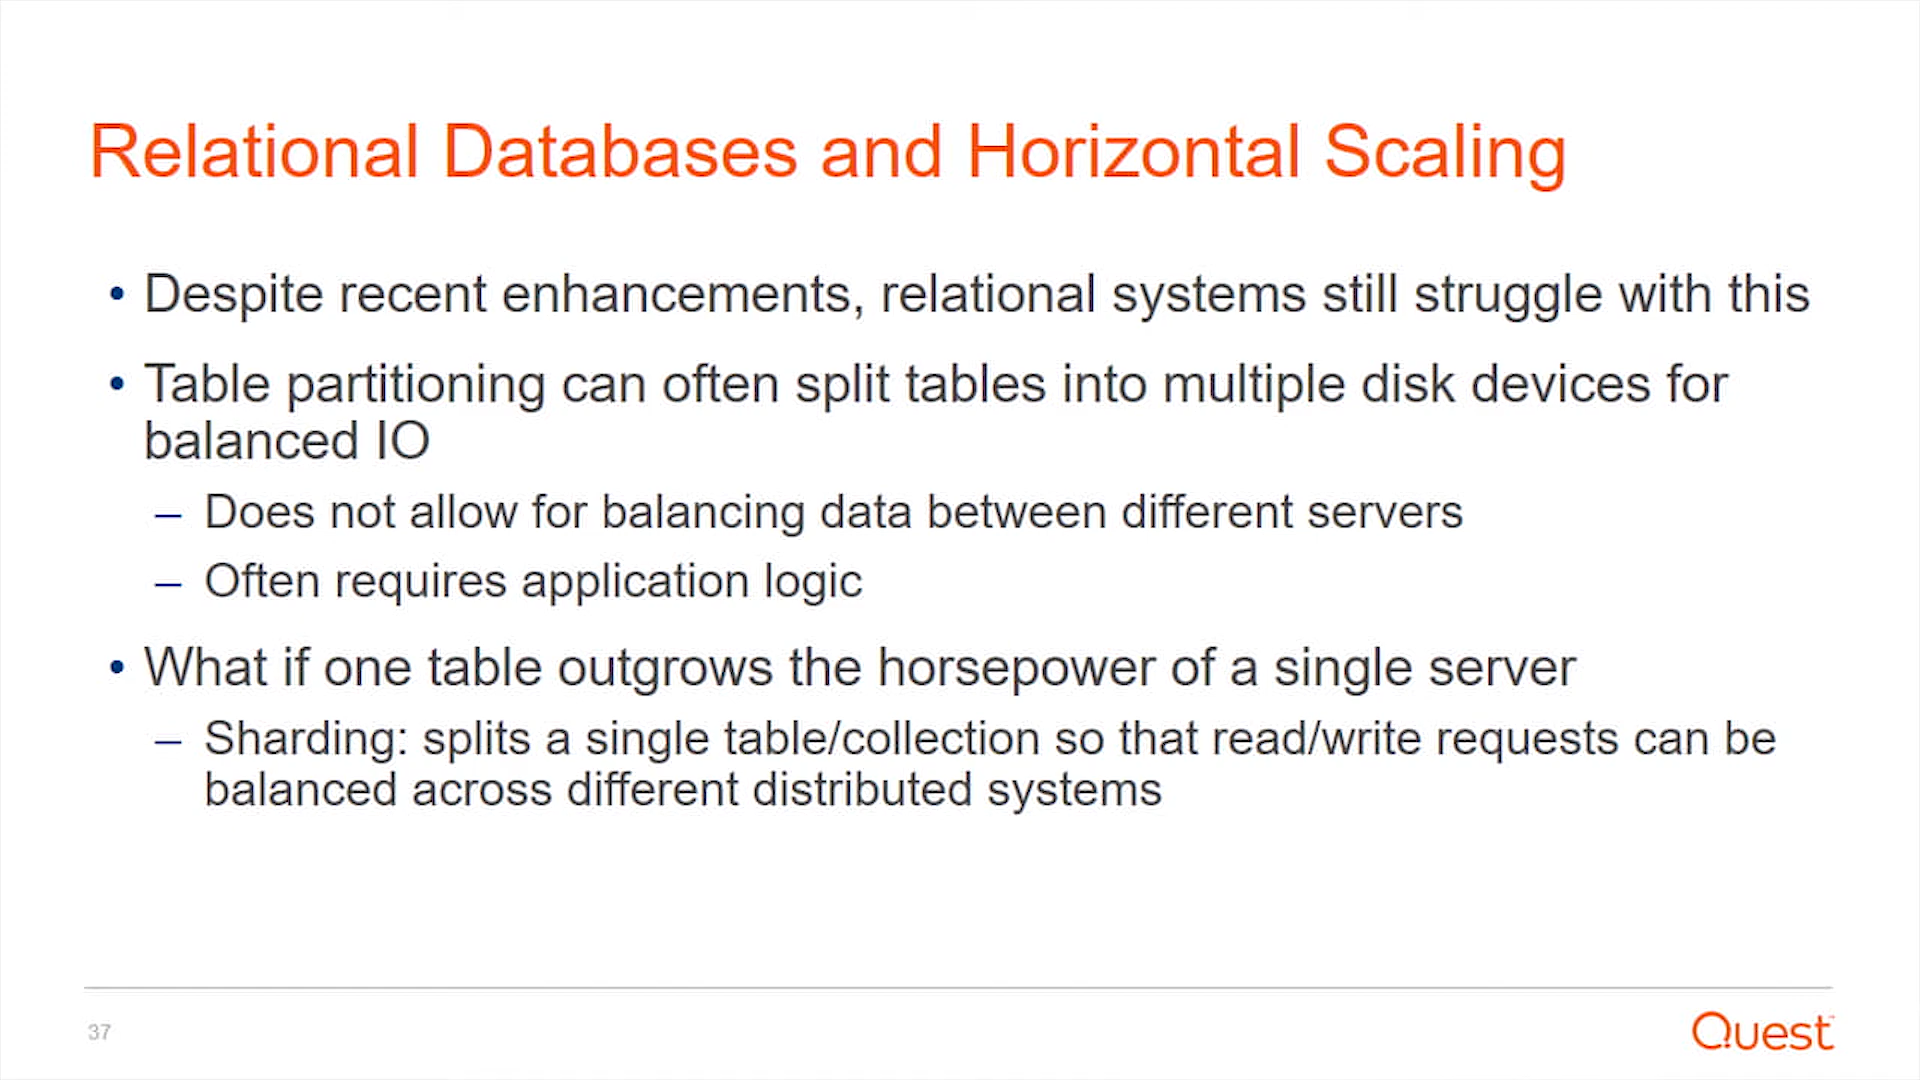 Relational Databases and Horizontal Scaling
• Despite recent enhancements, relational systems still struggle with this
• Table partitioning can often split tables into multiple disk devices for
balanced IO
– Does not allow for balancing data between different servers
– Often requires application logic
• What if one table outgrows the horsepower of a single server
– Sharding: splits a single table/collection so that read/write requests can be
balanced across different distributed systems
37
Quest